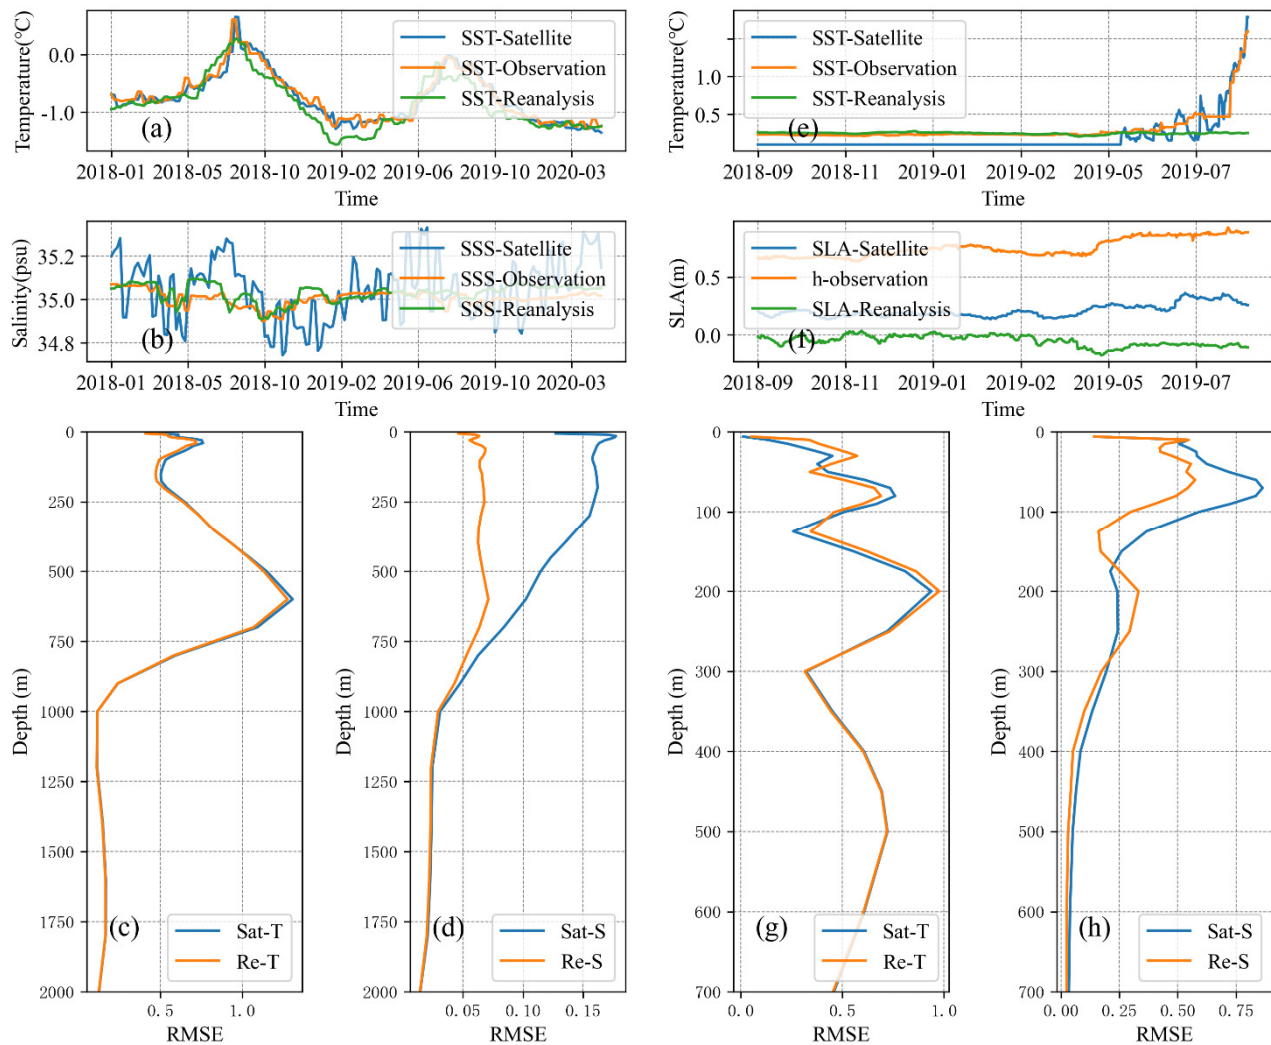 Temperature(°C)
0.0
-1.0
SST-Satellite
SST-Observation
SST-Reanalysis
(a)
2018-01 2018-05 2018-10 2019-02 2019-06 2019-10 2020-03
Time
Temperature(°C)
1.5
1.0
0.5
SST-Satellite
SST-Observation
SST-Reanalysis
(e)
2018-09 2018-11 2019-01 2019-02 2019-05 2019-07
Time
Salinity(psu)
35.2
35.0
34.8
SSS-Satellite
SSS-Observation
SSS-Reanalysis
(b)
2018-01 2018-05 2018-10 2019-02 2019-06 2019-10 2020-03
Time
SLA(m)
0.5
0.0
SLA-Satellite
h-observation
SLA-Reanalysis
(f)
2018-09 2018-11 2019-01 2019-02 2019-05 2019-07
Time
Depth (m)
0
250
500
750
1000
1250
1500
1750
2000
(c)
Sat-T
Re-T
0.5 1.0
RMSE
Depth (m)
0
250
500
750
1000
1250
1500
1750
2000
(d)
Sat-S
Re-S
0.05 0.10 0.15
RMSE
Depth (m)
0
100
200
300
400
500
600
700
(g)
Sat-T
Re-T
0.0 0.5 1.0
RMSE
Depth (m)
0
100
200
300
400
500
600
700
(h)
Sat-S
Re-S
0.00 0.25 0.50 0.75
RMSE